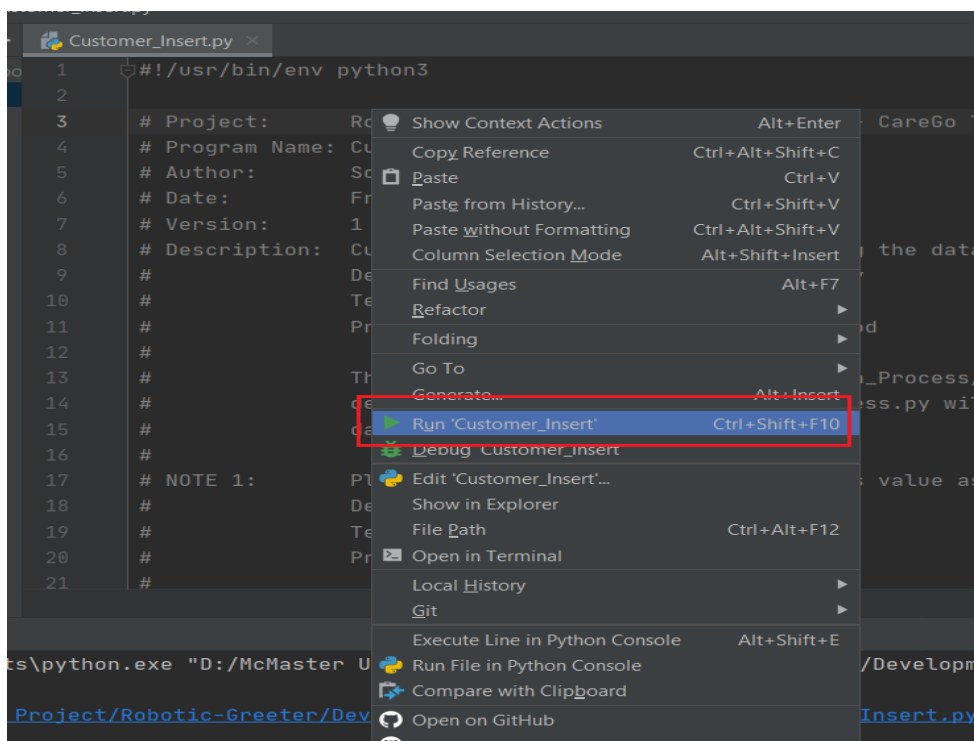 Customer_Insert.py
1 #!/usr/bin/env python3
2
3 # Project: CareGo
4 # Program Name:
5 # Author:
6 # Date:
7 # Version: 1
8 # Description: the data
9 #
10 #
11 #
12 #
13 # _Process/
14 # ess.py wil
15 #
16 #
17 # NOTE 1: value as
18 #
19 #
20 #
21 #
Show Context Actions Alt+Enter
Copy Reference Ctrl+Alt+Shift+C
Paste Ctrl+V
Paste from History... Ctrl+Shift+V
Paste without Formatting Ctrl+Alt+Shift+V
Column Selection Mode Alt+Shift+Insert
Find Usages Alt+F7
Refactor
Folding
Go To
Generate... Alt+Insert
Run 'Customer_Insert' Ctrl+Shift+F10
Debug 'Customer_Insert'
Edit 'Customer_Insert'...
Show in Explorer
File Path Ctrl+Alt+F12
Open in Terminal
Local History
Git
Execute Line in Python Console Alt+Shift+E
Run File in Python Console
Compare with Clipboard
Open on GitHub
ts\python.exe "D:/McMaster U /Developm
Project/Robotic-Greeter/Dev Insert.py